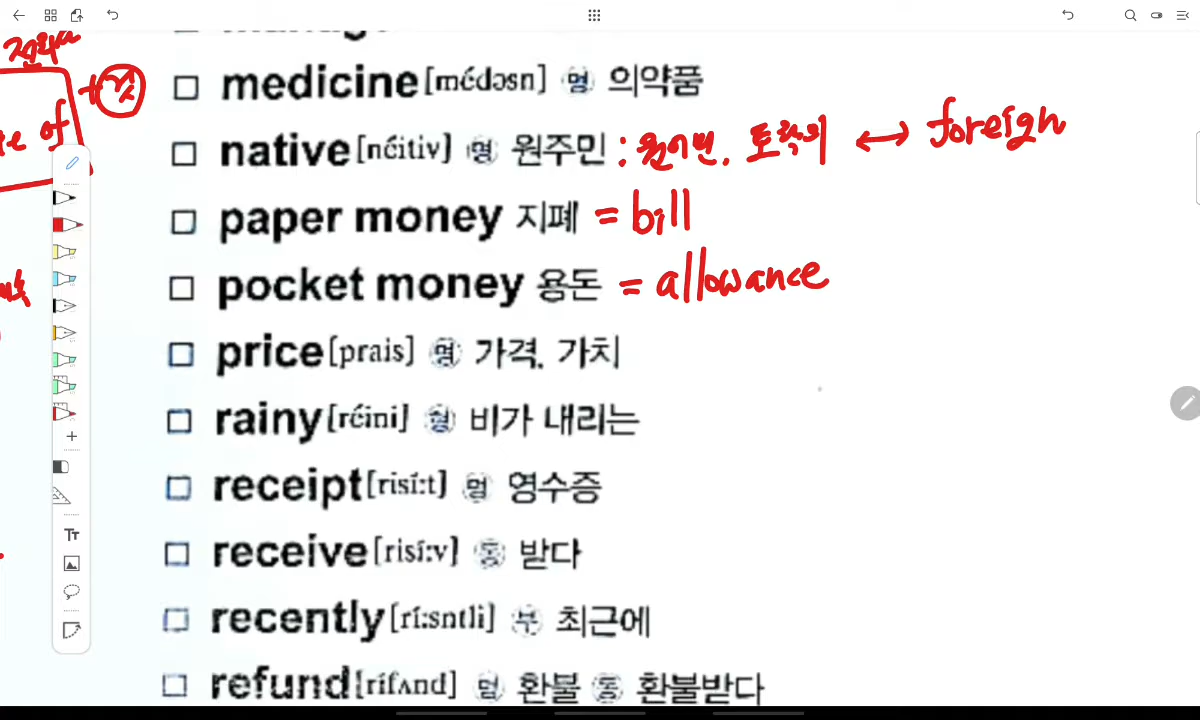 medicine[médəsn] 명 의약품
native[néitiv] 명 원주민 : 원어민. 토착의 ↔ foreign
paper money 지폐 = bill
pocket money 용돈 = allowance
price[prais] 명 가격. 가치
rainy[réini] 형 비가 내리는
receipt[risíːt] 명 영수증
receive[risíːv] 동 받다
recently[ríːsntli] 부 최근에
refund[rífʌnd] 명 환불 동 환불받다
of
Tт